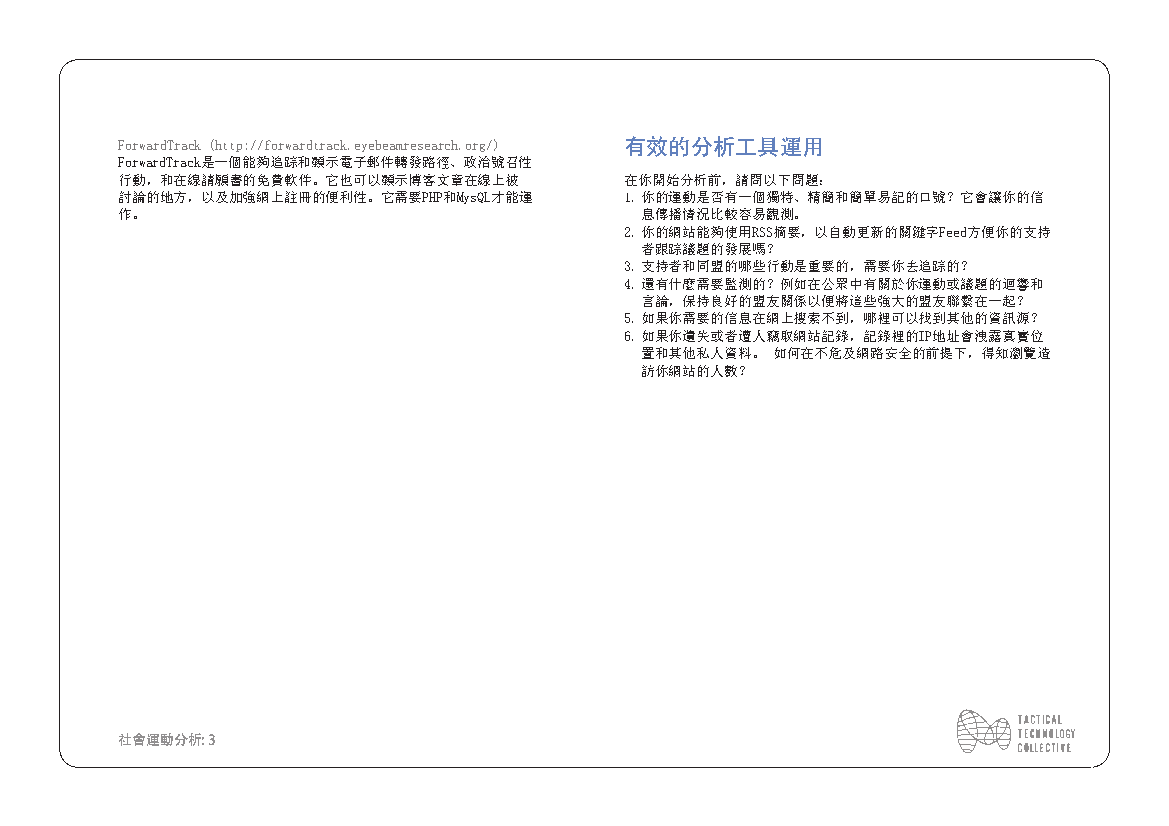 ForwardTrack (http://forwardtrack.eyebeamresearch.org/)
ForwardTrack是一個能夠追踪和顯示電子郵件轉發路徑、政治號召性
行動，和在線請願書的免費軟件。它也可以顯示博客文章在線上被
討論的地方，以及加強網上註冊的便利性。它需要PHP和MysQL才能運
作。
有效的分析工具運用
在你開始分析前，請問以下問題：
1. 你的運動是否有一個獨特、精簡和簡單易記的口號？它會讓你的信
息傳播情況比較容易觀測。
2. 你的網站能夠使用RSS摘要，以自動更新的關鍵字Feed方便你的支持
者跟踪議題的發展嗎？
3. 支持者和同盟的哪些行動是重要的，需要你去追踪的？
4. 還有什麼需要監測的？例如在公眾中有關於你運動或議題的迴響和
言論，保持良好的盟友關係以便將這些強大的盟友聯繫在一起？
5. 如果你需要的信息在網上搜索不到，哪裡可以找到其他的資訊源？
6. 如果你遺失或者遭人竊取網站記錄，記錄裡的IP地址會洩露真實位
置和其他私人資料。 如何在不危及網路安全的前提下，得知瀏覽造
訪你網站的人數？
社會運動分析: 3
TACTICAL
TECHNOLOGY
COLLECTIVE